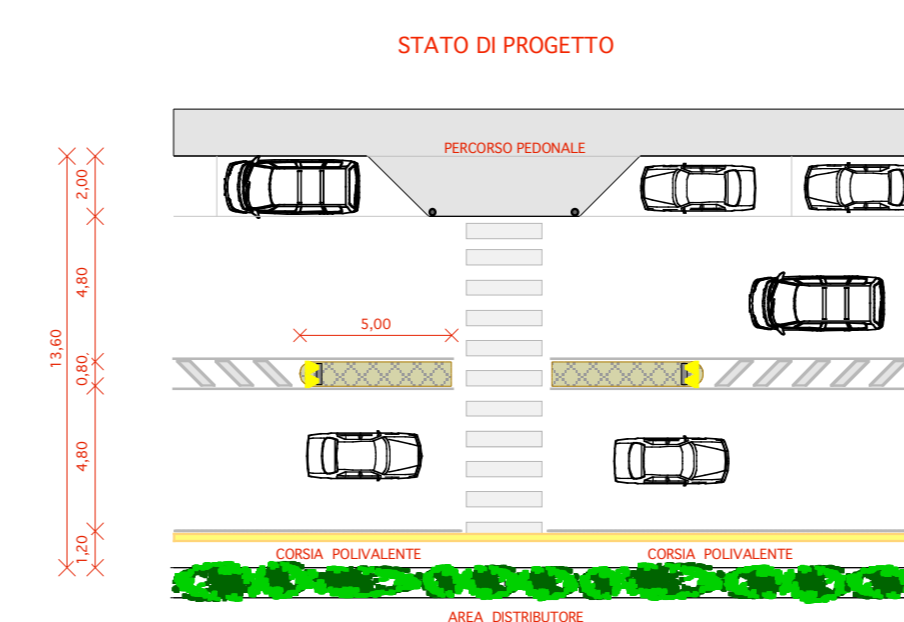 STATO DI PROGETTO
PERCORSO PEDONALE
2,00
4,80
5,00
13,60
0,80
4,80
1,20
CORSIA POLIVALENTE CORSIA POLIVALENTE
AREA DISTRIBUTORE